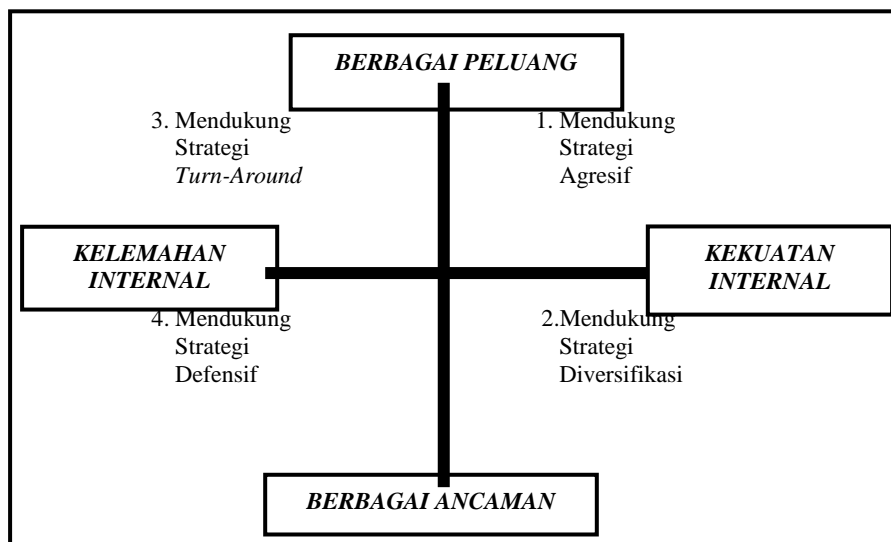 BERBAGAI PELUANG
3. Mendukung
Strategi
Turn-Around
1. Mendukung
Strategi
Agresif
KELEMAHAN
INTERNAL
KEKUATAN
INTERNAL
4. Mendukung
Strategi
Defensif
2.Mendukung
Strategi
Diversifikasi
BERBAGAI ANCAMAN